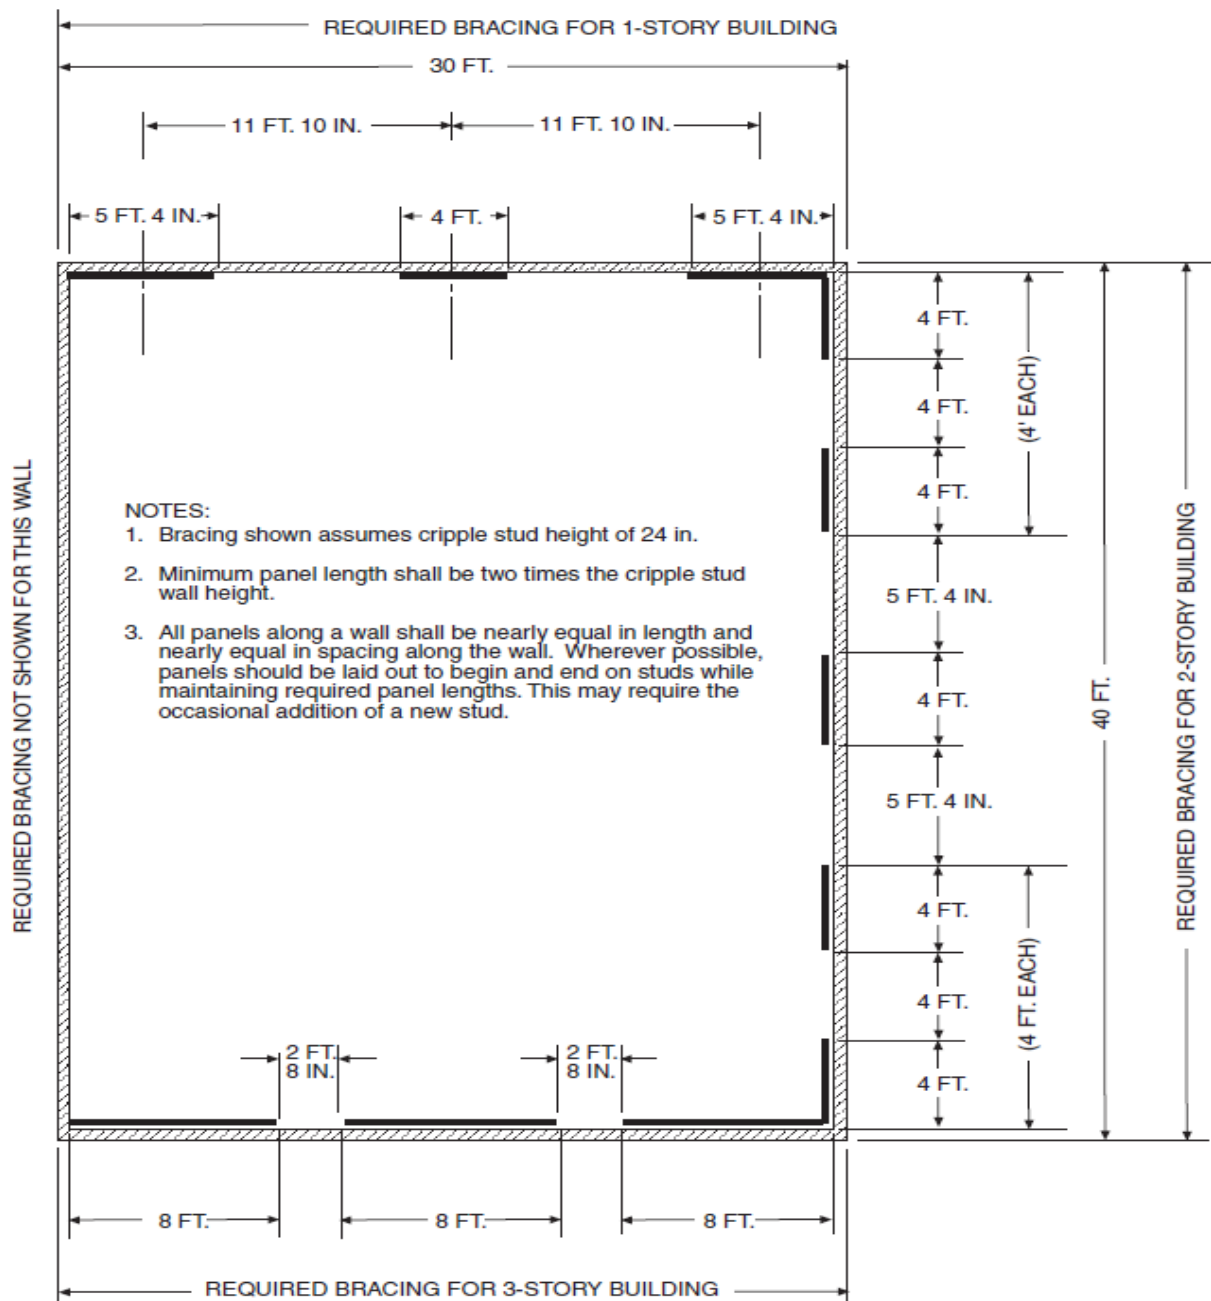 REQUIRED BRACING FOR 1-STORY BUILDING
30 FT.
11 FT. 10 IN.
11 FT. 10 IN.
5 FT. 4 IN.
4 FT.
5 FT. 4 IN.
4 FT.
4 FT.
4 FT.
(4' EACH)
5 FT. 4 IN.
4 FT.
5 FT. 4 IN.
4 FT.
4 FT.
4 FT.
(4 FT. EACH)
40 FT.
REQUIRED BRACING FOR 2-STORY BUILDING
REQUIRED BRACING NOT SHOWN FOR THIS WALL
NOTES:
1. Bracing shown assumes cripple stud height of 24 in.
2. Minimum panel length shall be two times the cripple stud
wall height.
3. All panels along a wall shall be nearly equal in length and
nearly equal in spacing along the wall. Wherever possible,
panels should be laid out to begin and end on studs while
maintaining required panel lengths. This may require the
occasional addition of a new stud.
2 FT.
8 IN.
2 FT.
8 IN.
8 FT.
8 FT.
8 FT.
REQUIRED BRACING FOR 3-STORY BUILDING